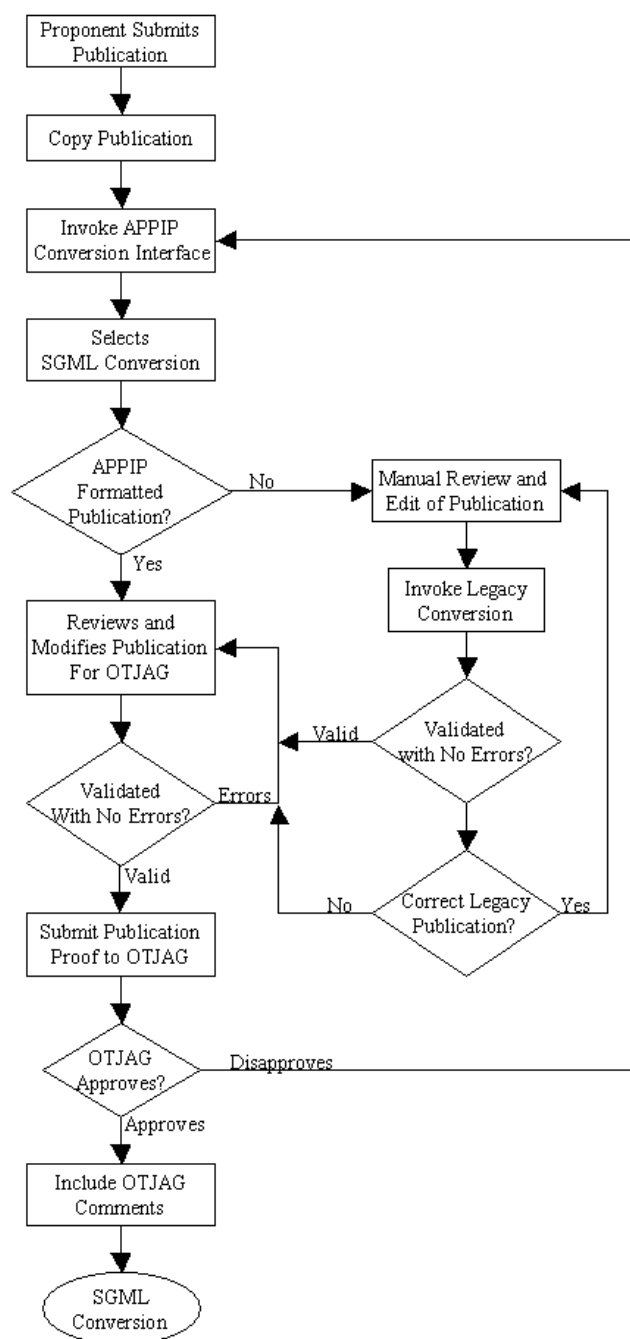 Proponent Submits
Publication
Copy Publication
Invoke APPIP
Conversion Interface
Selects
SGML Conversion
APPIP
Formatted
Publication?
No
Manual Review and
Edit of Publication
Yes
Invoke Legacy
Conversion
Reviews and
Modifies Publication
For OTJAG
Valid
Validated
with No Errors?
Validated
With No Errors?
Errors
Valid
No
Correct Legacy
Publication?
Yes
Submit Publication
Proof to OTJAG
OTJAG
Approves?
Disapproves
Approves
Include OTJAG
Comments
SGML
Conversion